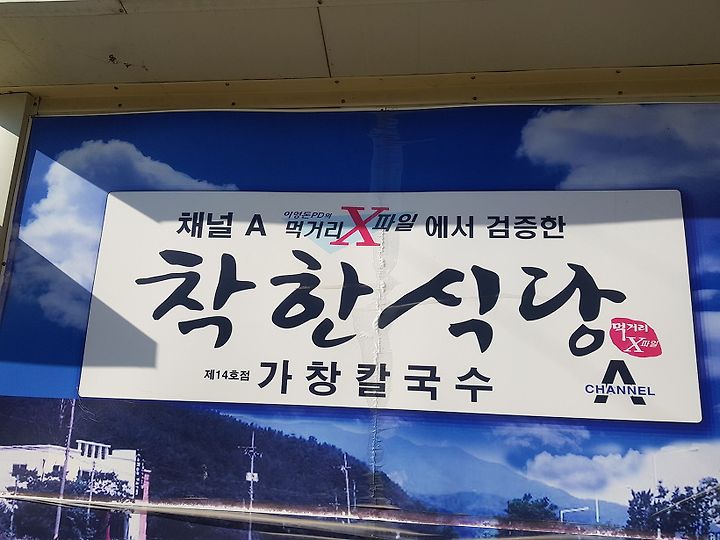 채널 A 이영돈PD의 먹거리 X파일 에서 검증한
착한식당
먹거리 X파일
제14호점 가창칼국수
A CHANNEL